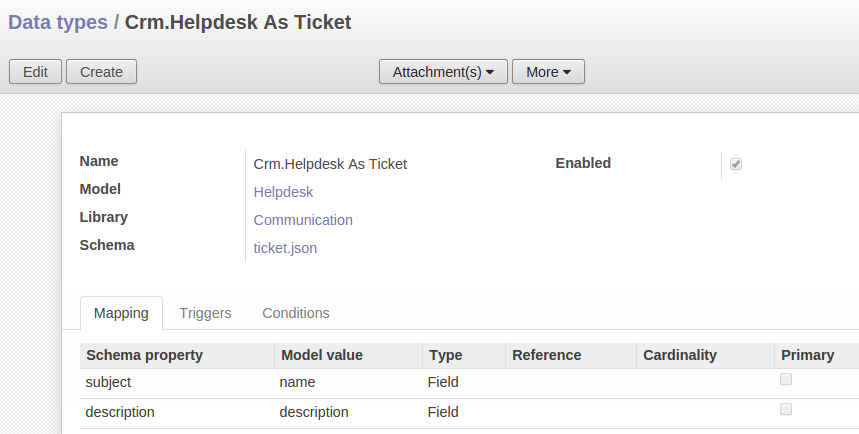 Data types / Crm.Helpdesk As Ticket
Edit Create Attachment(s) More
Name Crm.Helpdesk As Ticket Enabled
Model Helpdesk
Library Communication
Schema ticket.json
Mapping Triggers Conditions
Schema property Model value Type Reference Cardinality Primary
subject name Field
description description Field